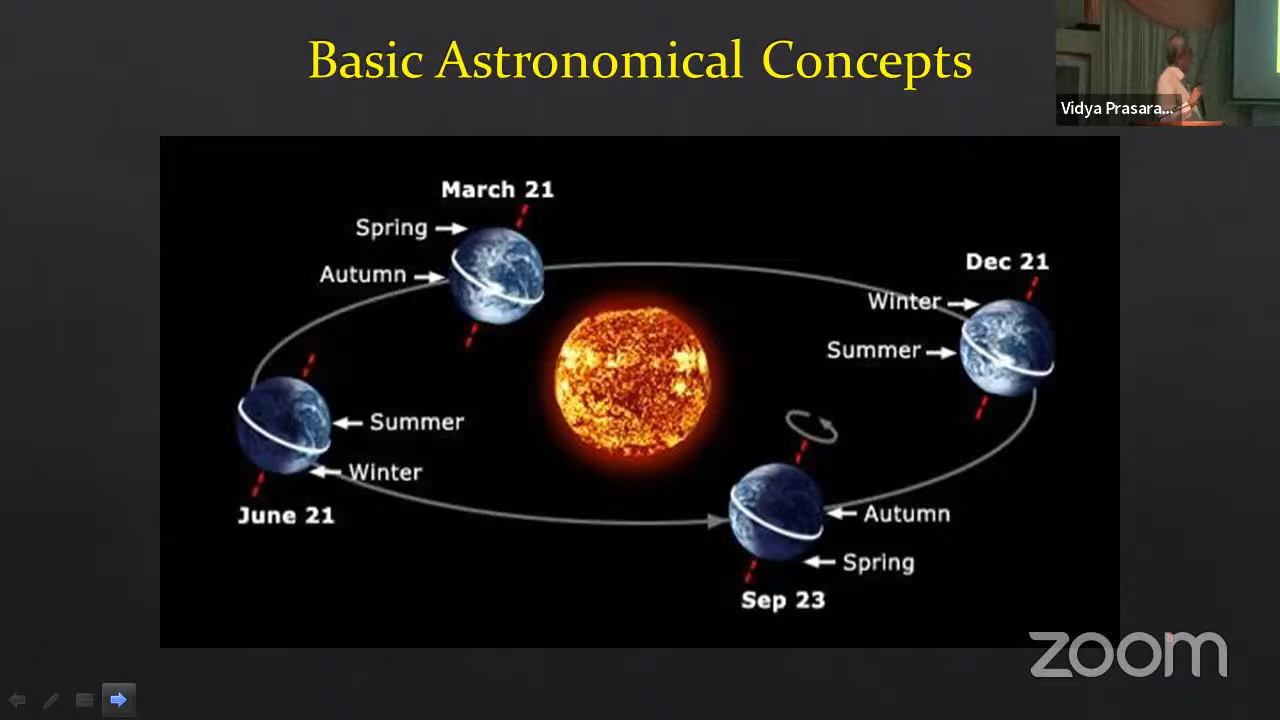 Basic Astronomical Concepts
Vidya Prasara...
March 21
Spring
Autumn
Dec 21
Winter
Summer
Summer
Winter
June 21
Autumn
Spring
Sep 23
zoom